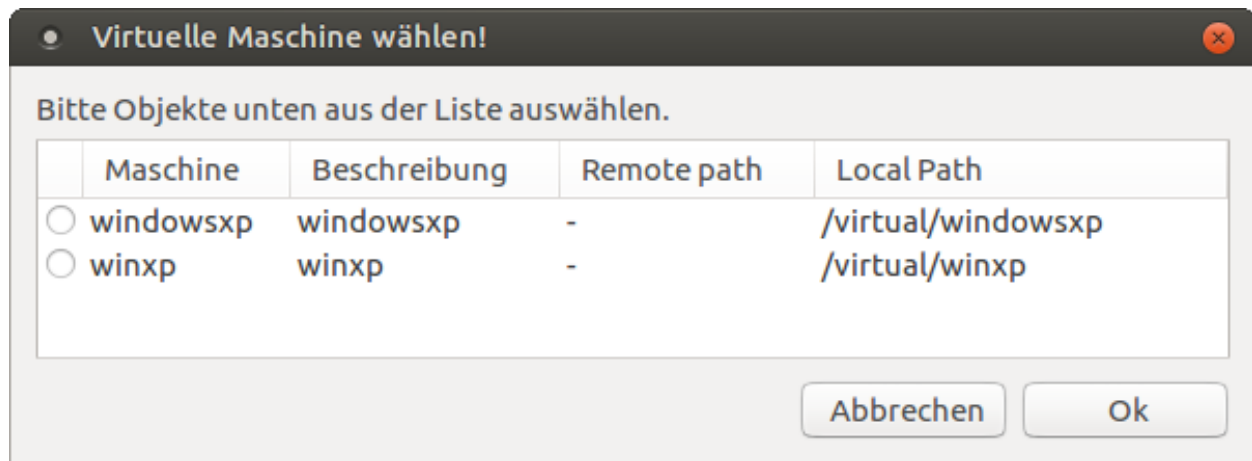 Virtuelle Maschine wählen!
Bitte Objekte unten aus der Liste auswählen.
Maschine Beschreibung Remote path Local Path
windowsxp windowsxp - /virtual/windowsxp
winxp winxp - /virtual/winxp
Abbrechen Ok